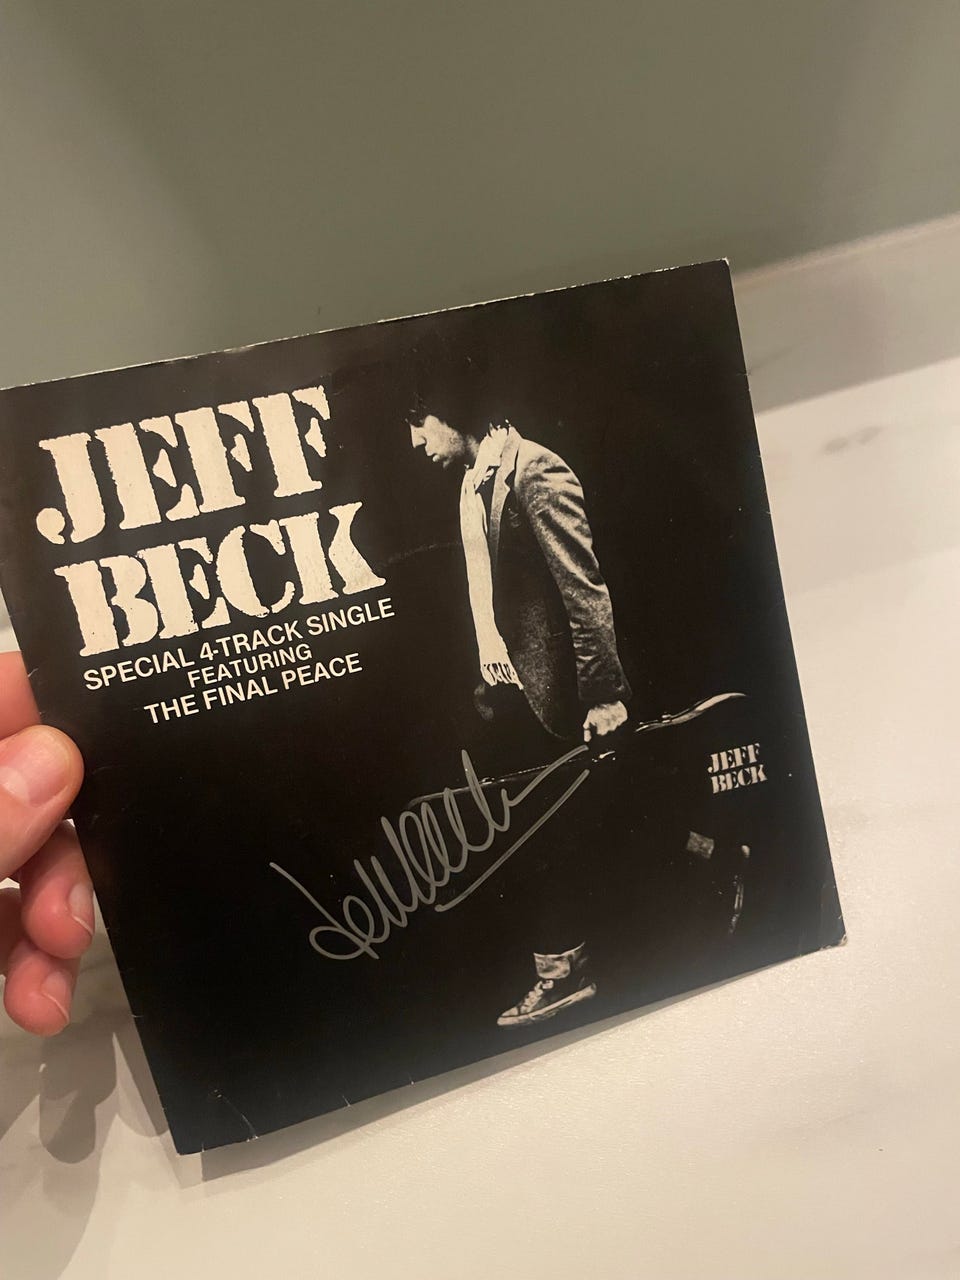 JEFF
BECK
SPECIAL 4-TRACK SINGLE
FEATURING
THE FINAL PEACE
JEFF
BECK